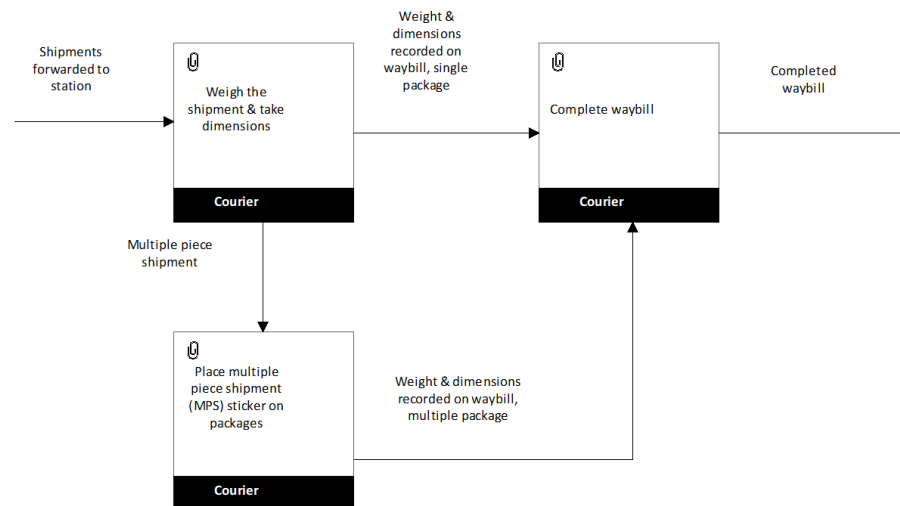 Shipments
forwarded to
station
Weigh the
shipment & take
dimensions
Courier
Weight &
dimensions
recorded on
waybill, single
package
Complete waybill
Courier
Completed
waybill
Multiple piece
shipment
Place multiple
piece shipment
(MPS) sticker on
packages
Courier
Weight & dimensions
recorded on waybill,
multiple package